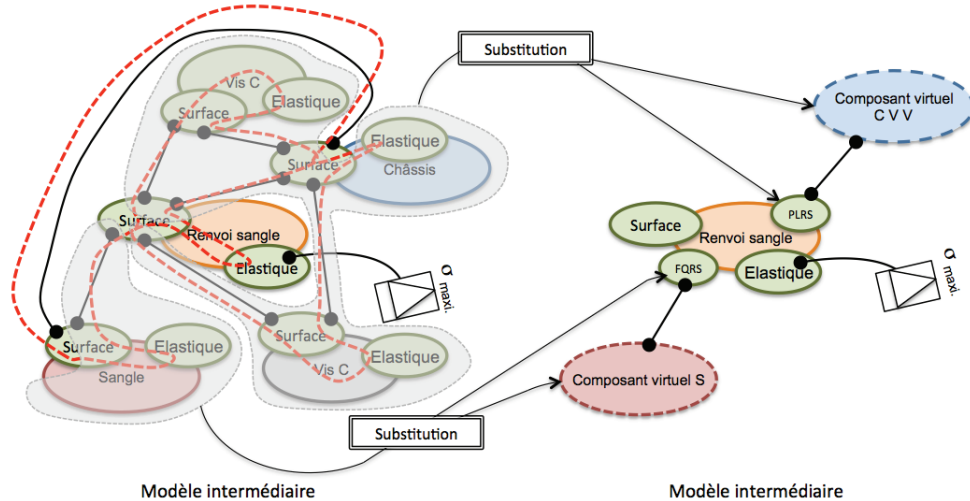 Substitution
Vis C
Elastique
Surface
Composant virtuel
C V V
Elastique
Surface
Châssis
Surface
Renvoi sangle
Elastique
σ
maxi.
PLRS
Surface
Renvoi sangle
FQRS
Elastique
σ
maxi.
Surface
Elastique
Surface
Elastique
Sangle
Vis C
Composant virtuel S
Substitution
Modèle intermédiaire
Modèle intermédiaire